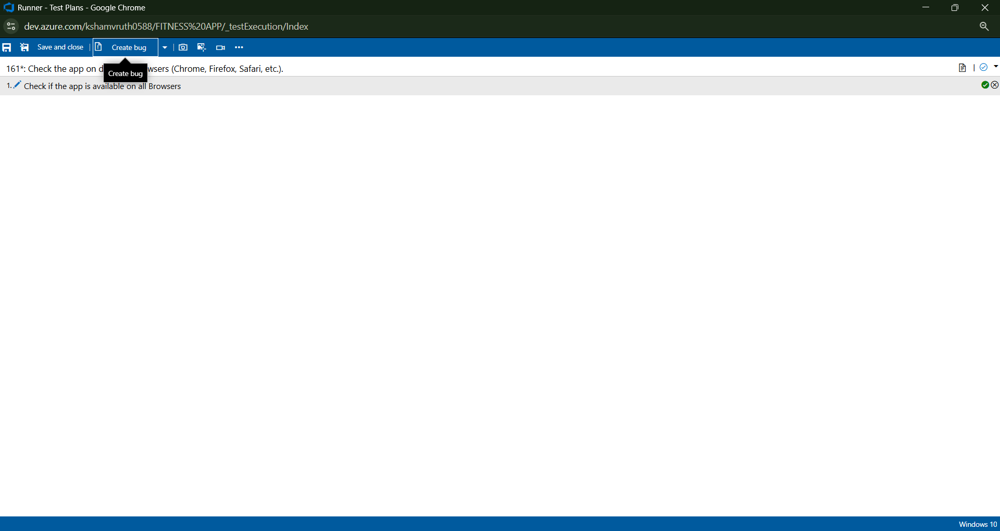 Runner - Test Plans - Google Chrome
dev.azure.com/kshamvruth0588/FITNESS%20APP/_testExecution/Index
Save and close Create bug
161*: Check the app on d wsers (Chrome, Firefox, Safari, etc.).
Create bug
1. Check if the app is available on all Browsers
Windows 10